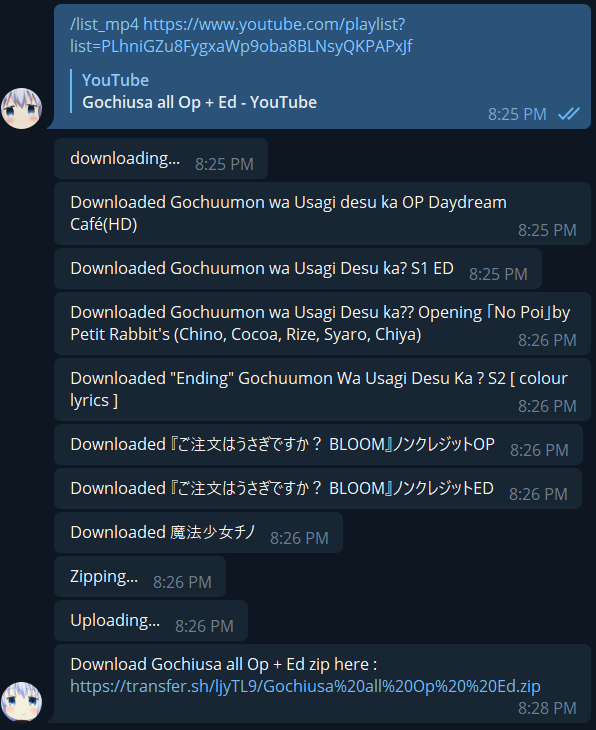 /list_mp4 https://www.youtube.com/playlist?
list=PLhniGZu8FygxaWp9oba8BLNsyQKPAPxJf
YouTube
Gochiusa all Op + Ed - YouTube
8:25 PM
downloading... 8:25 PM
Downloaded Gochuumon wa Usagi desu ka OP Daydream
Café(HD) 8:25 PM
Downloaded Gochuumon wa Usagi Desu ka? S1 ED 8:25 PM
Downloaded Gochuumon wa Usagi Desu ka?? Opening「No Poi」by
Petit Rabbit's (Chino, Cocoa, Rize, Syaro, Chiya) 8:26 PM
Downloaded "Ending" Gochuumon Wa Usagi Desu Ka ? S2 [ colour
lyrics ] 8:26 PM
Downloaded『ご注文はうさぎですか？ BLOOM』ノンクレジットOP 8:26 PM
Downloaded『ご注文はうさぎですか？ BLOOM』ノンクレジットED 8:26 PM
Downloaded 魔法少女チノ 8:26 PM
Zipping... 8:26 PM
Uploading... 8:26 PM
Download Gochiusa all Op + Ed zip here :
https://transfer.sh/ljyTL9/Gochiusa%20all%20Op%20%20Ed.zip
8:28 PM